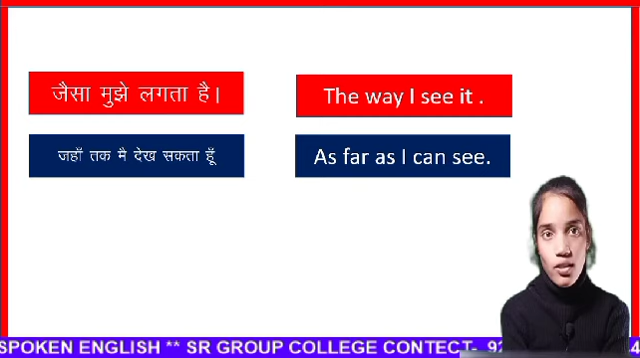 जैसा मुझे लगता है।
The way I see it .
जहाँ तक मै देख सकता हूँ
As far as I can see.
SPOKEN ENGLISH ** SR GROUP COLLEGE CONTECT-